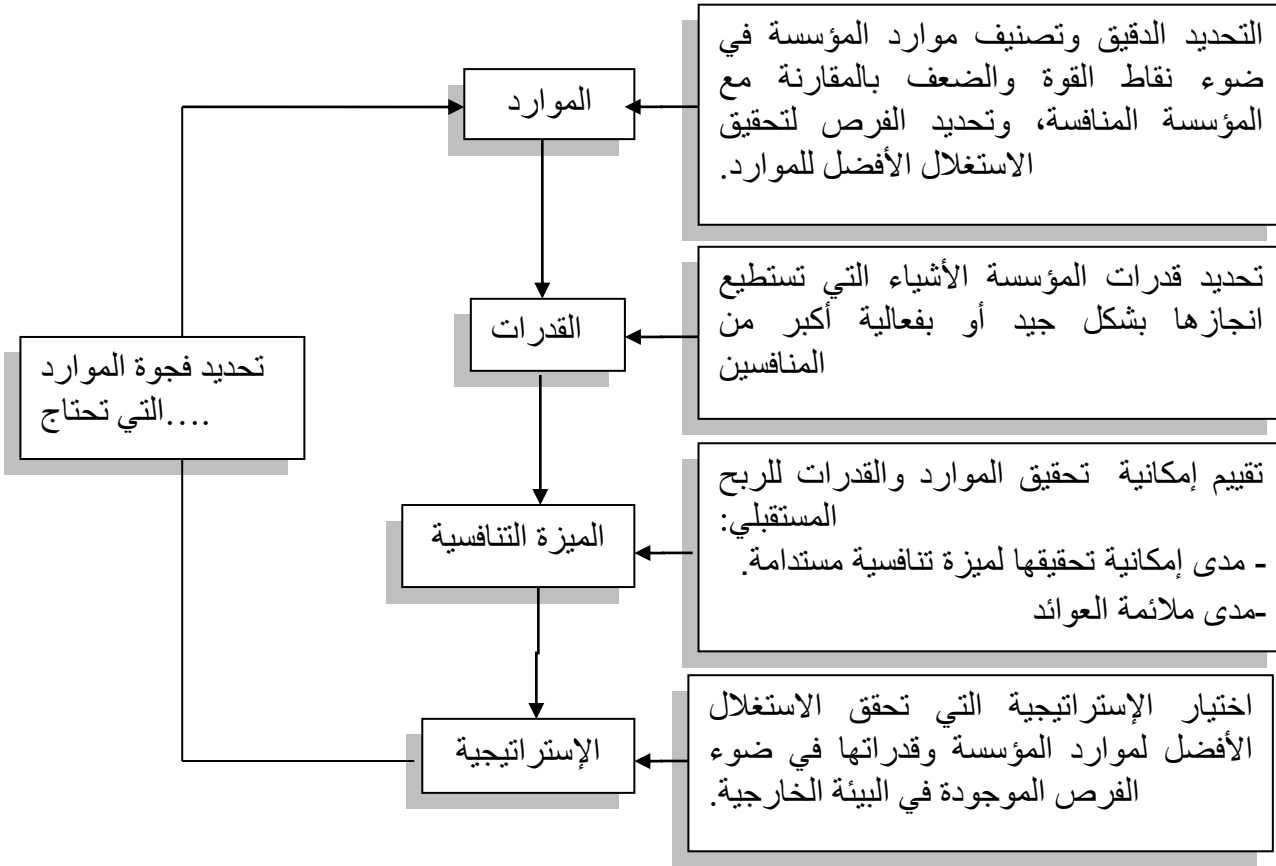 التحديد الدقيق وتصنيف موارد المؤسسة في
ضوء نقاط القوة والضعف بالمقارنة مع
المؤسسة المنافسة، وتحديد الفرص لتحقيق
الاستغلال الأفضل للموارد.
الموارد
تحديد قدرات المؤسسة الأشياء التي تستطيع
انجازها بشكل جيد أو بفعالية أكبر من
المنافسين
القدرات
تحديد فجوة الموارد
التي تحتاج....
تقييم إمكانية تحقيق الموارد والقدرات للربح
المستقبلي:
- مدى إمكانية تحقيقها لميزة تنافسية مستدامة.
-مدى ملائمة العوائد
الميزة التنافسية
اختيار الإستراتيجية التي تحقق الاستغلال
الأفضل لموارد المؤسسة وقدراتها في ضوء
الفرص الموجودة في البيئة الخارجية.
الإستراتيجية